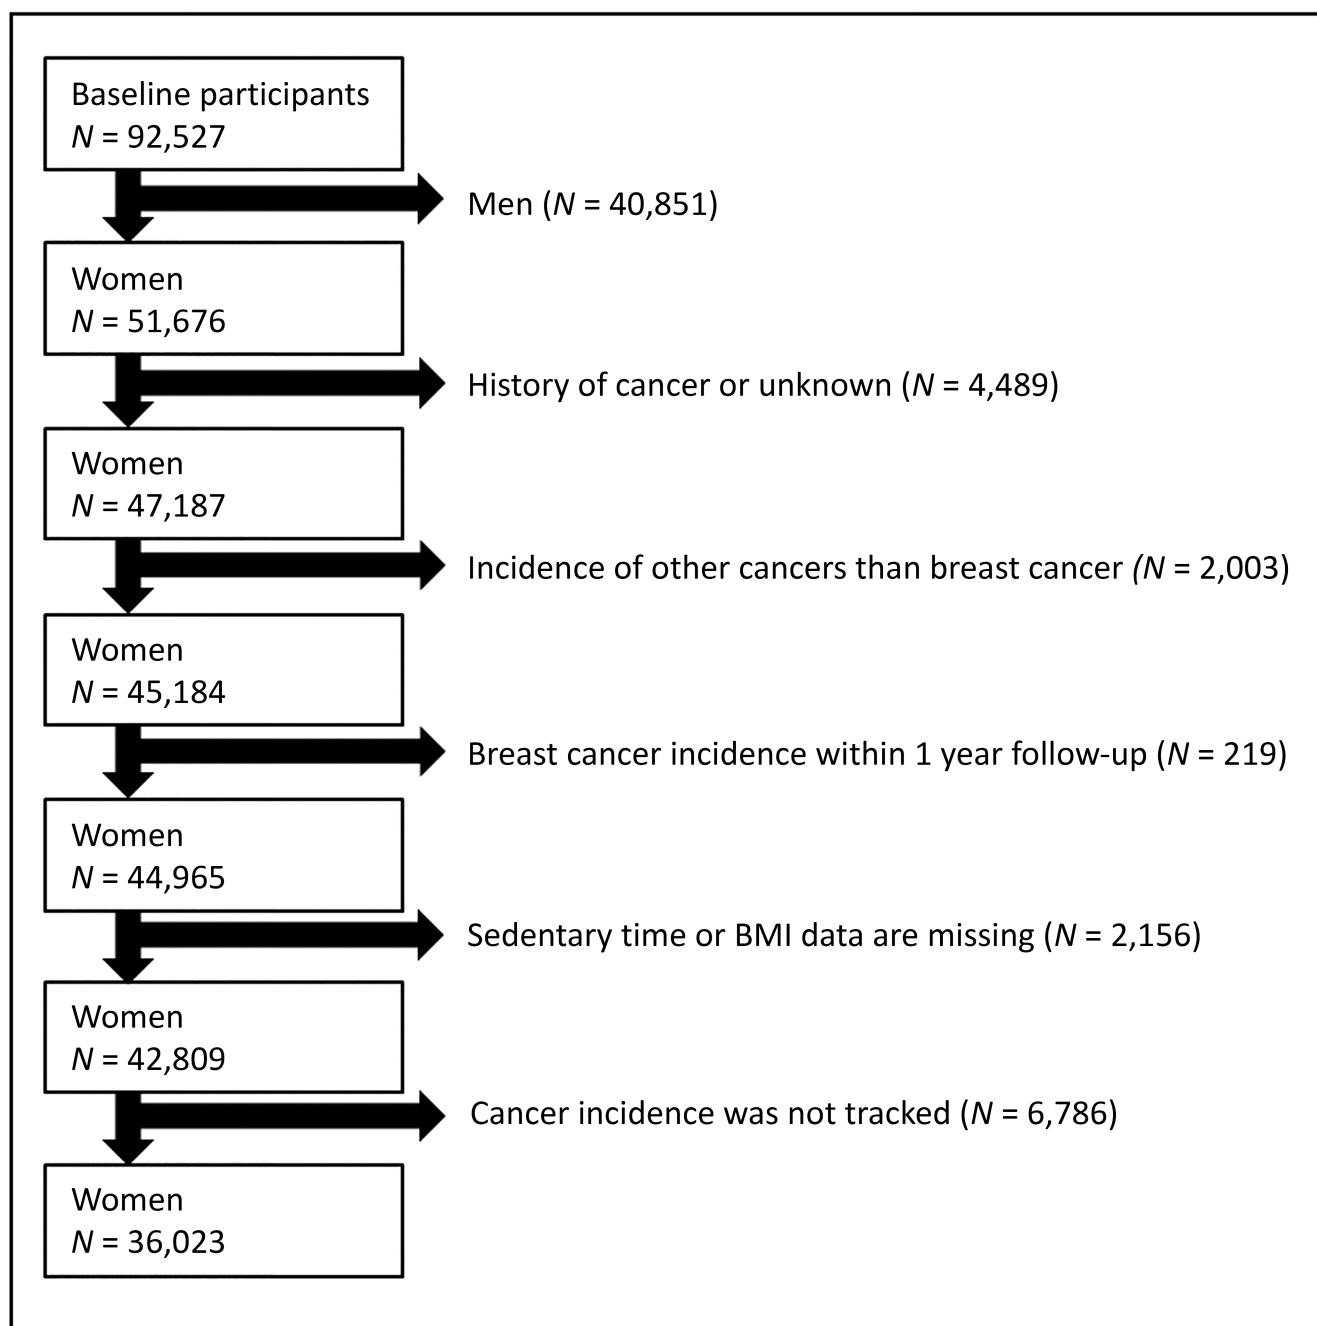 Baseline participants
N = 92,527
Men (N = 40,851)
Women
N = 51,676
History of cancer or unknown (N = 4,489)
Women
N = 47,187
Incidence of other cancers than breast cancer (N = 2,003)
Women
N = 45,184
Breast cancer incidence within 1 year follow-up (N = 219)
Women
N = 44,965
Sedentary time or BMI data are missing (N = 2,156)
Women
N = 42,809
Cancer incidence was not tracked (N = 6,786)
Women
N = 36,023